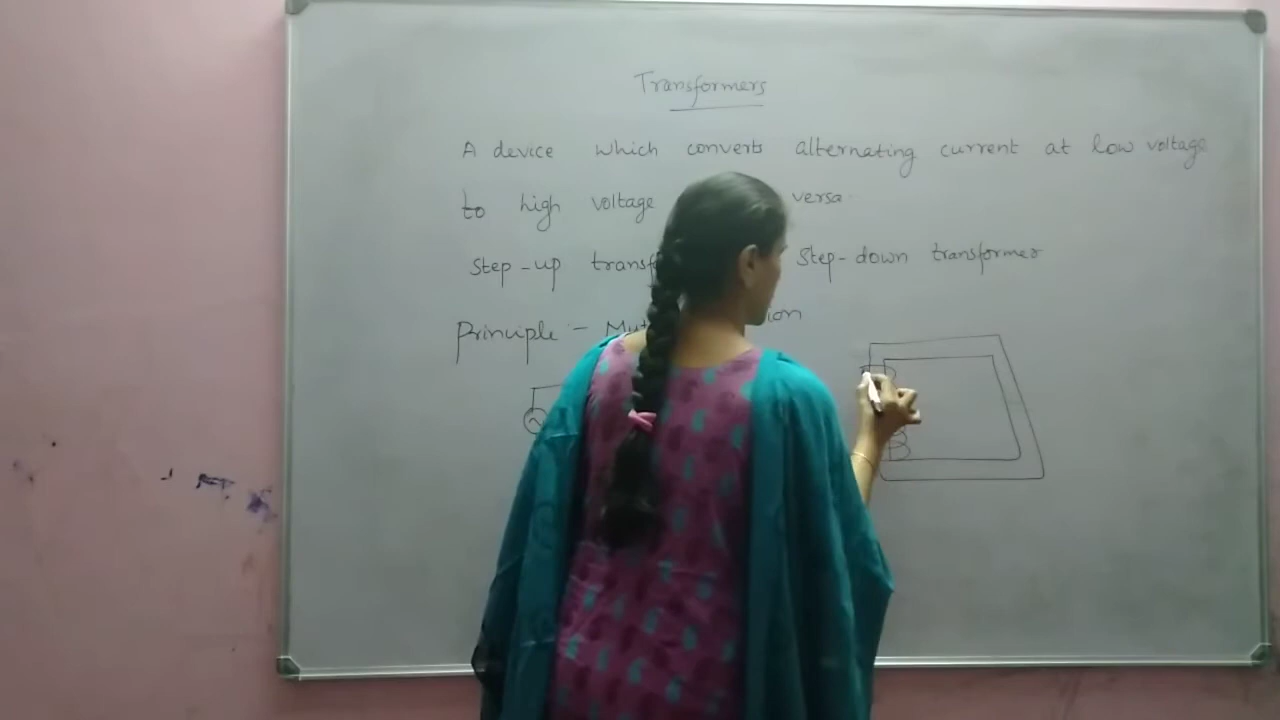 Transformers
A device which converts alternating current at low voltage
to high voltage versa.
Step-up transf Step-down transformer
Principle :- Mut ion